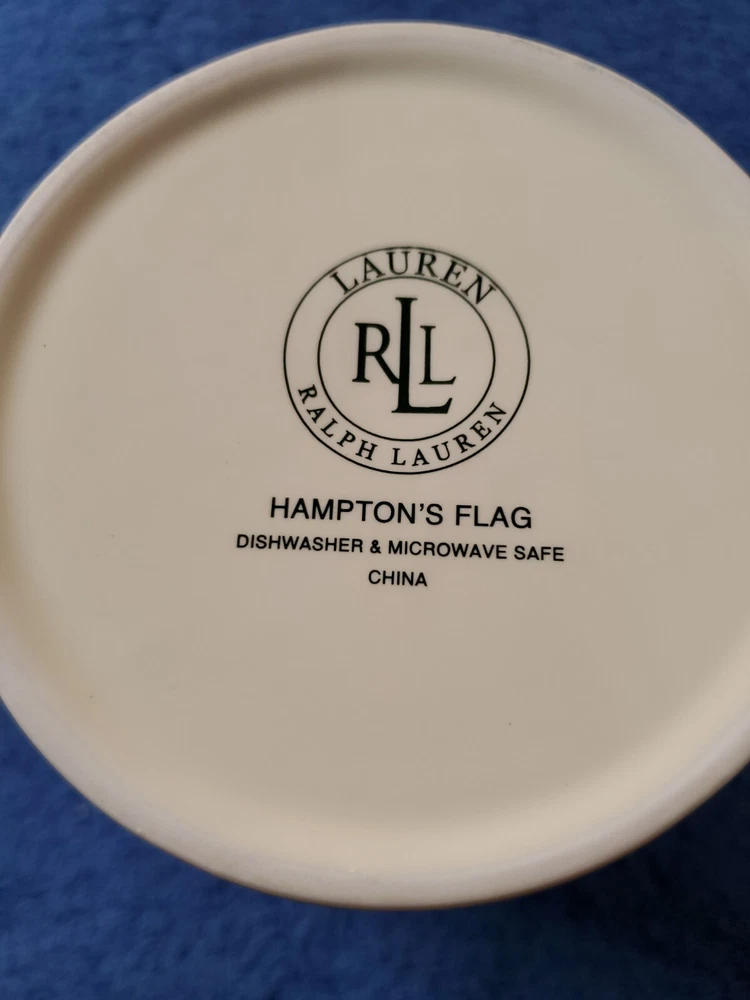 LAUREN
RLL
RALPH LAUREN
HAMPTON'S FLAG
DISHWASHER & MICROWAVE SAFE
CHINA